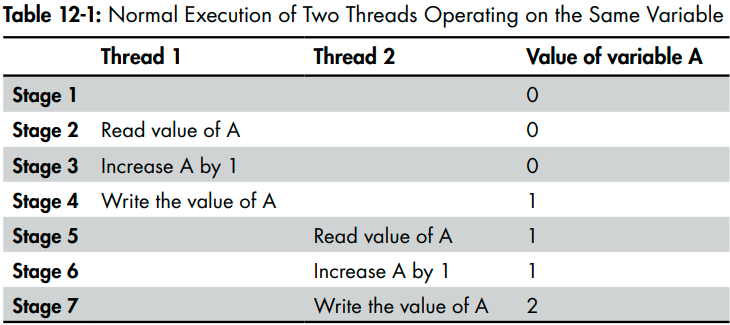 Table 12-1: Normal Execution of Two Threads Operating on the Same Variable
Thread 1 Thread 2 Value of variable A
Stage 1 0
Stage 2 Read value of A 0
Stage 3 Increase A by 1 0
Stage 4 Write the value of A 1
Stage 5 Read value of A 1
Stage 6 Increase A by 1 1
Stage 7 Write the value of A 2